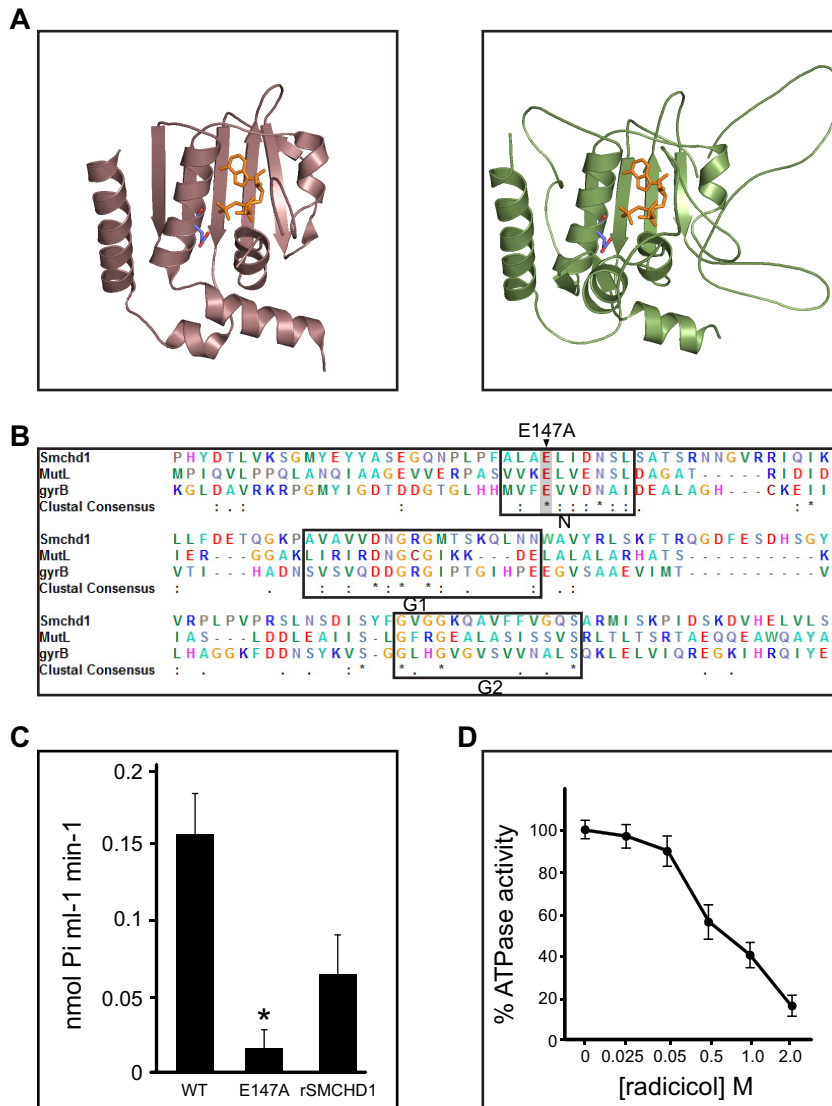 A
B
E147A
Smchd1 PHYDTLVKSGMYEYYASEGQNPLPFALAELIDNSLSATSRNNGVRRIQIK
MutL MPIQVLPPQLANQIAAGEVVERPASVVKELVENSLDAGAT-----RIDID
gyrB KGLDAVRKRPGMYIGDTDDGTGLHHMVFEVVDNAIDEALAGH---CKEII
Clustal Consensus :.: : : *:::*::. : *
N
Smchd1 LLFDETQGKPAVAVVDNGRGMTSKQLNNWAVYRLSKFTRQGDFESDHSGY
MutL IER---GGAKLIRIRDNGCGIKK--DELALALARHATS----------K
gyrB VTI---HADNSVSVQDDGRGIPTGIHPEEGVSAAEVIMT----------V
Clustal Consensus : . : : *:*:* : . : .
G1
Smchd1 VRPLPVPRSLNSDISYFGVGGKQAVFFVGQSARMISKPIDSKDVHELVLS
MutL IAS--LDDLEAIIS-LGFRGEALASISSVSRLTLTSRTAEQQEAWQAYA
gyrB LHAGGKFDDNSYKVS-GGLHGVGVSVVNALSQKLELVIQREGKIHRQIYE
Clustal Consensus : . . :* *. * . . * . .
G2
C
0.2
0.15
0.1
0.05
0
nmol Pi ml-1 min-1
*
WT E147A rSMCHD1
D
100
80
60
40
20
0
% ATPase activity
0 0.025 0.05 0.5 1.0 2.0
[radicicol] M